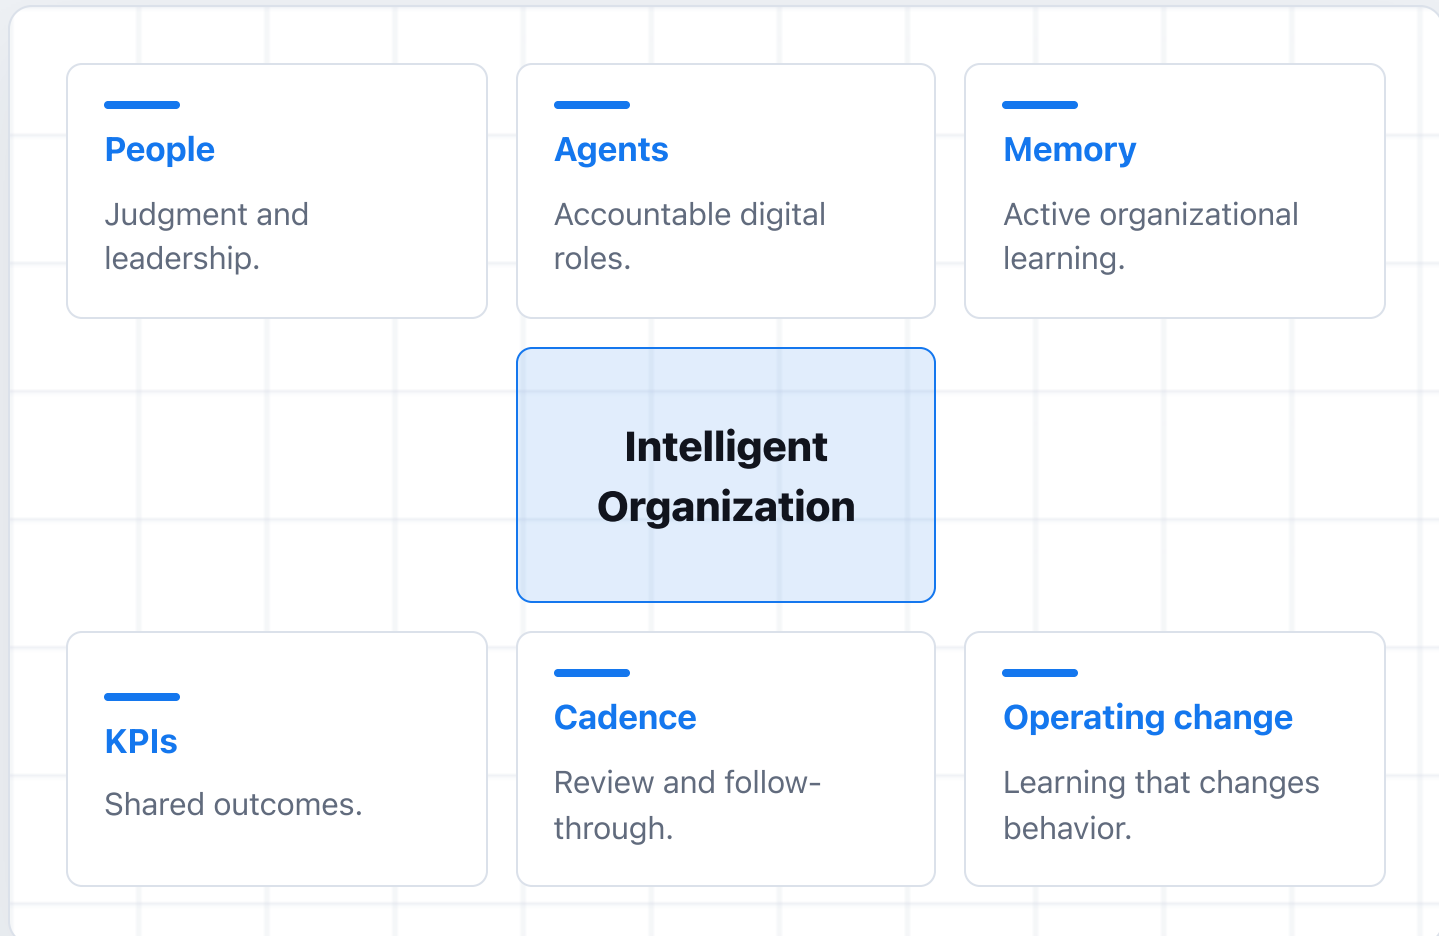 People
Judgment and
leadership.
Agents
Accountable digital
roles.
Memory
Active organizational
learning.
Intelligent
Organization
KPIs
Shared outcomes.
Cadence
Review and follow-
through.
Operating change
Learning that changes
behavior.